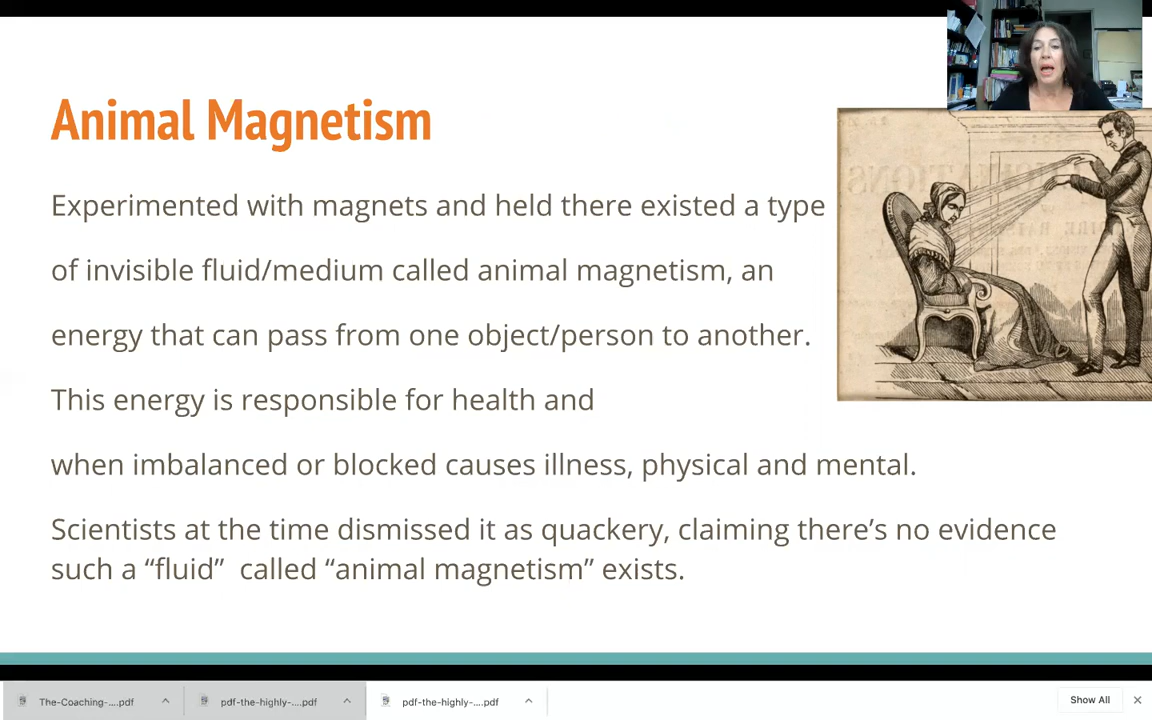 Animal Magnetism
Experimented with magnets and held there existed a type
of invisible fluid/medium called animal magnetism, an
energy that can pass from one object/person to another.
This energy is responsible for health and
when imbalanced or blocked causes illness, physical and mental.
Scientists at the time dismissed it as quackery, claiming there's no evidence
such a “fluid”  called “animal magnetism” exists.
The-Coaching-....pdf
pdf-the-highly-....pdf
pdf-the-highly-....pdf
Show All